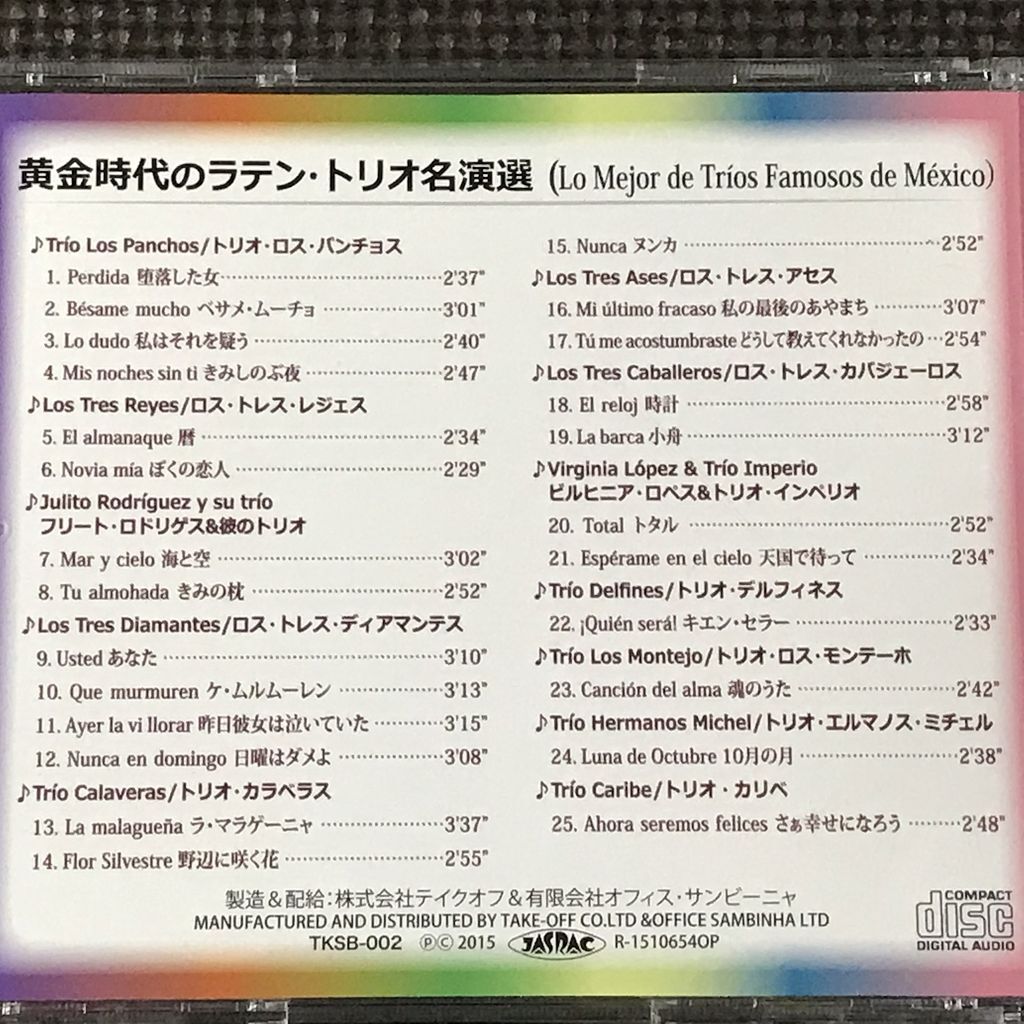 黄金時代のラテン・トリオ名演選 (Lo Mejor de Tríos Famosos de México)
♪Trío Los Panchos/トリオ・ロス・パンチョス
1. Perdida 堕落した女 2'37"
2. Bésame mucho ベサメ・ムーチョ 3'01"
3. Lo dudo 私はそれを疑う 2'40"
4. Mis noches sin ti きみしのぶ夜 2'47"
♪Los Tres Reyes/ロス・トレス・レジェス
5. El almanaque 暦 2'34"
6. Novia mía ぼくの恋人 2'29"
♪Julito Rodríguez y su trío
フリート・ロドリゲス&彼のトリオ
7. Mar y cielo 海と空 3'02"
8. Tu almohada きみの枕 2'52"
♪Los Tres Diamantes/ロス・トレス・ディアマンテス
9. Usted あなた 3'10"
10. Que murmuren ケ・ムルムーレン 3'13"
11. Ayer la vi llorar 昨日彼女は泣いていた 3'15"
12. Nunca en domingo 日曜はダメよ 3'08"
♪Trío Calaveras/トリオ・カラベラス
13. La malagueña ラ・マラゲーニャ 3'37"
14. Flor Silvestre 野辺に咲く花 2'55"
15. Nunca ヌンカ 2'52"
♪Los Tres Ases/ロス・トレス・アセス
16. Mi último fracaso 私の最後のあやまち 3'07"
17. Tú me acostumbraste どうして教えてくれなかったの 2'54"
♪Los Tres Caballeros/ロス・トレス・カバジェーロス
18. El reloj 時計 2'58"
19. La barca 小舟 3'12"
♪Virginia López & Trío Imperio
ビルヒニア・ロペス&トリオ・インペリオ
20. Total トタル 2'52"
21. Espérame en el cielo 天国で待って 2'34"
♪Trío Delfines/トリオ・デルフィネス
22. ¡Quién será! キエン・セラー 2'33"
♪Trío Los Montejo/トリオ・ロス・モンテーホ
23. Canción del alma 魂のうた 2'42"
♪Trío Hermanos Michel/トリオ・エルマノス・ミチェル
24. Luna de Octubre 10月の月 2'38"
♪Trío Caribe/トリオ・カリベ
25. Ahora seremos felices さぁ幸せになろう 2'48"
製造&配給:株式会社テイクオフ&有限会社オフィス・サンビーニャ
MANUFACTURED AND DISTRIBUTED BY TAKE-OFF CO.LTD &OFFICE SAMBINHA LTD
TKSB-002 ℗© 2015 JASRAC R-1510654OP
COMPACT
disc
DIGITAL AUDIO